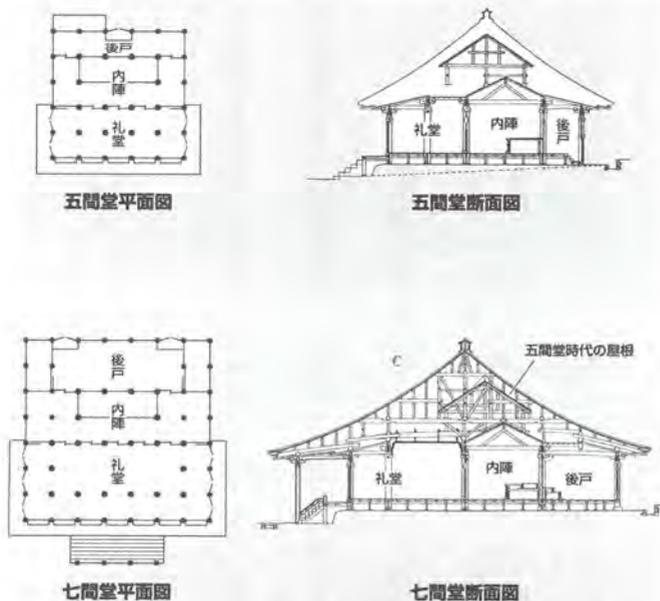 後戸
内陣
礼堂
五間堂平面図
礼堂
内陣
後戸
五間堂断面図
後戸
内陣
礼堂
七間堂平面図
五間堂時代の屋根
礼堂
内陣
後戸
七間堂断面図